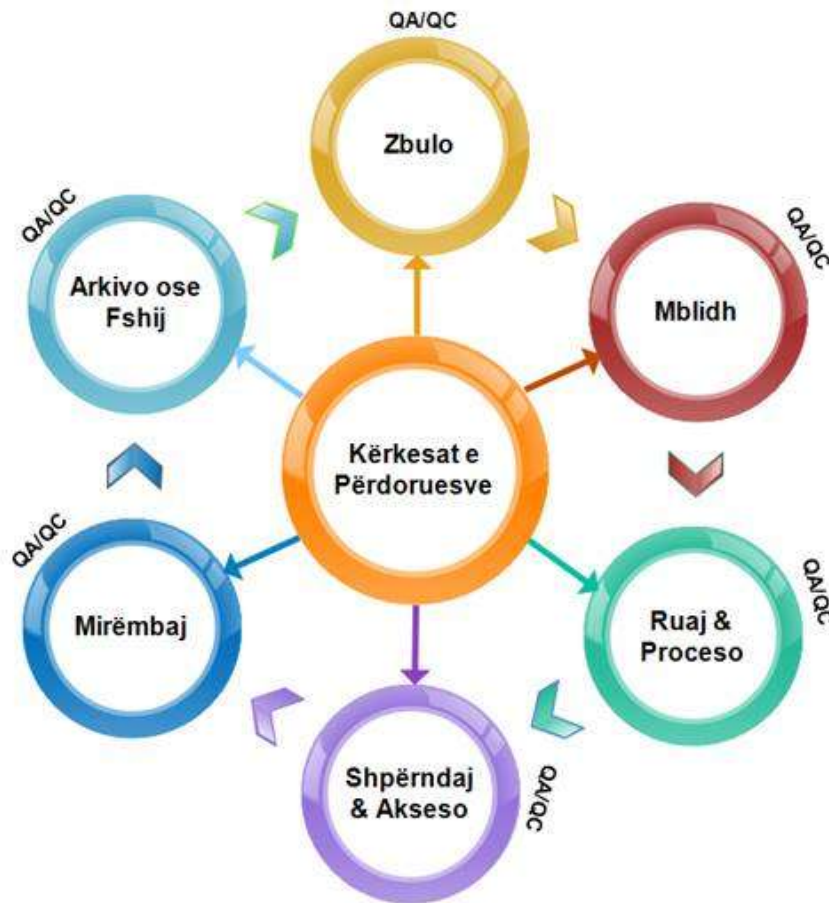 QA/QC
Zbulo
QA/QC
Mblidh
QA/QC
Ruaj &
Proceso
QA/QC
Shpërndaj
& Akseso
QA/QC
Mirëmbaj
QA/QC
Arkivo ose
Fshij
Kërkesat e
Përdoruesve